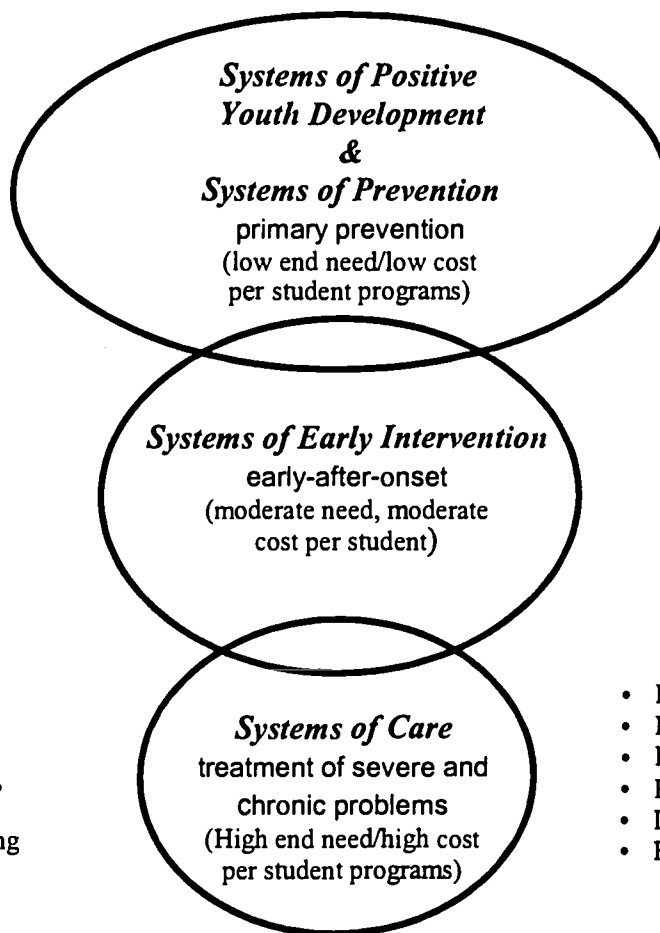 Systems of Positive
Youth Development
&
Systems of Prevention
primary prevention
(low end need/low cost
per student programs)
Systems of Early Intervention
early-after-onset
(moderate need, moderate
cost per student)
Systems of Care
treatment of severe and
chronic problems
(High end need/high cost
per student programs)